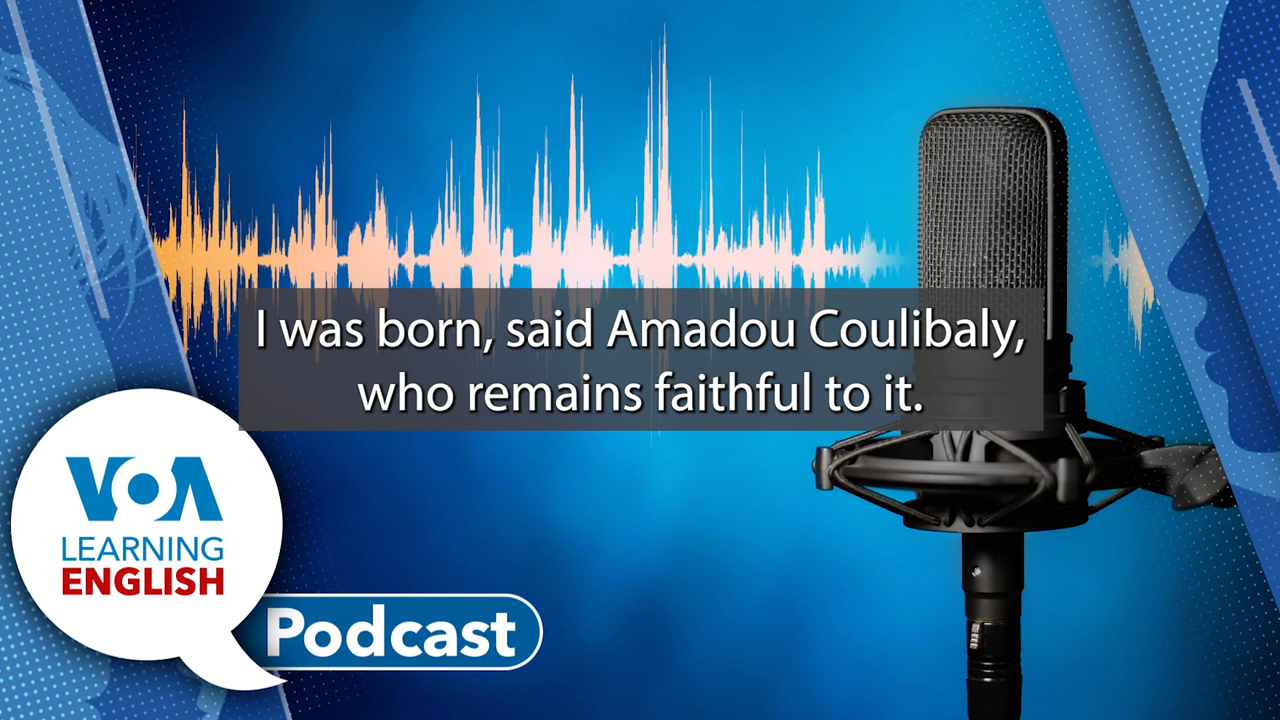 I was born, said Amadou Coulibaly,
who remains faithful to it.
VOA
LEARNING
ENGLISH
Podcast